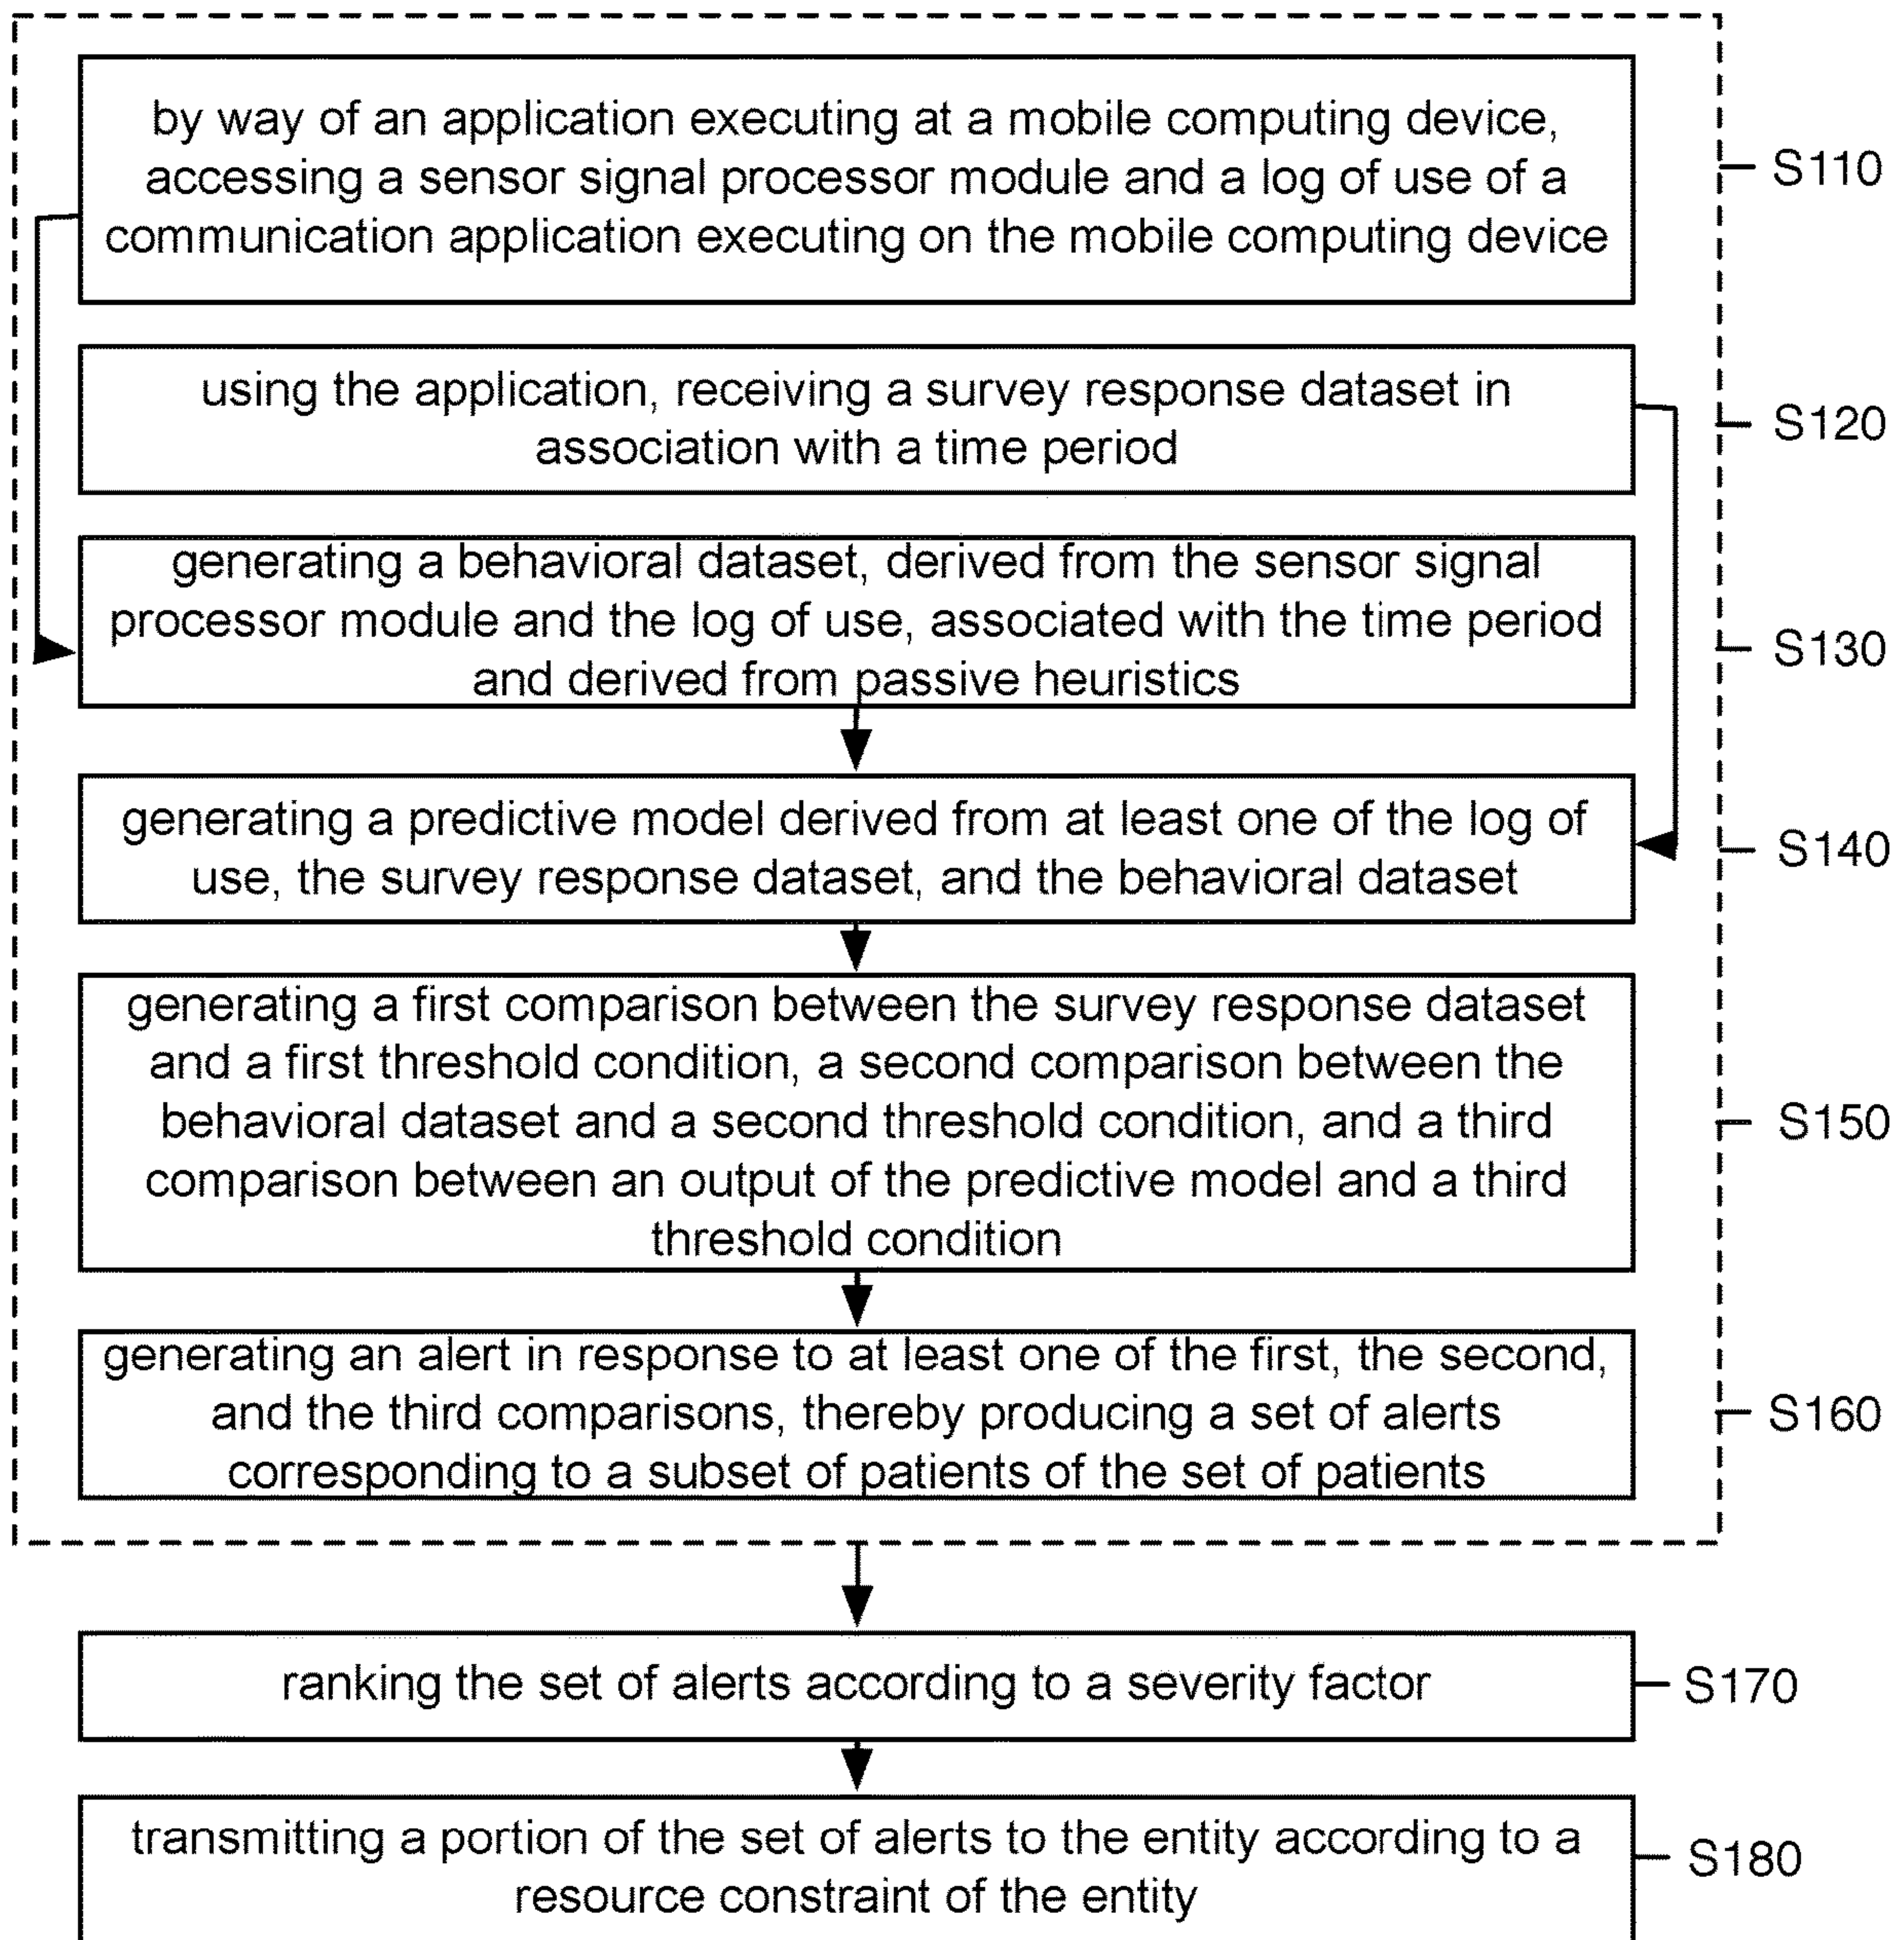 by way of an application executing at a mobile computing device,
accessing a sensor signal processor module and a log of use of a
communication application executing on the mobile computing device
S110
using the application, receiving a survey response dataset in
association with a time period
S120
generating a behavioral dataset, derived from the sensor signal
processor module and the log of use, associated with the time period
and derived from passive heuristics
S130
generating a predictive model derived from at least one of the log of
use, the survey response dataset, and the behavioral dataset
S140
generating a first comparison between the survey response dataset
and a first threshold condition, a second comparison between the
behavioral dataset and a second threshold condition, and a third
comparison between an output of the predictive model and a third
threshold condition
S150
generating an alert in response to at least one of the first, the second,
and the third comparisons, thereby producing a set of alerts
corresponding to a subset of patients of the set of patients
S160
ranking the set of alerts according to a severity factor
S170
transmitting a portion of the set of alerts to the entity according to a
resource constraint of the entity
S180